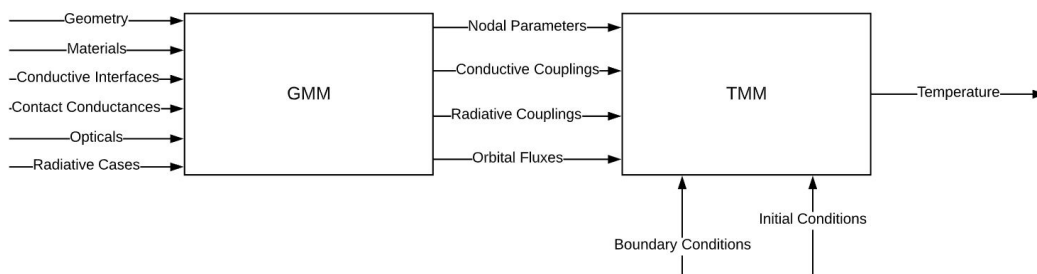 Geometry
Materials
Conductive Interfaces
Contact Conductances
Opticals
Radiative Cases
GMM
Nodal Parameters
Conductive Couplings
Radiative Couplings
Orbital Fluxes
TMM
Temperature
Initial Conditions
Boundary Conditions